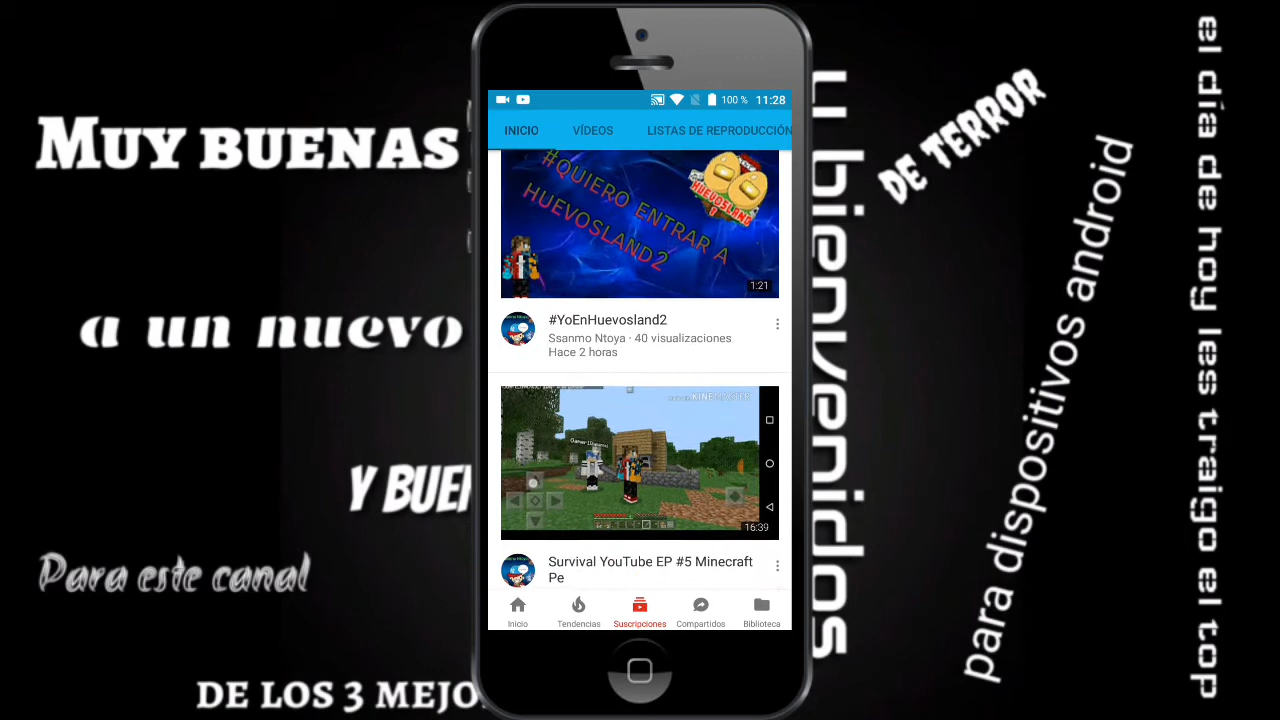 Muy buenas
a un nuevo
Y BUE
Para este canal
DE LOS 3 MEJO
100 % 11:28
INICIO VÍDEOS LISTAS DE REPRODUCCIÓN
#QUIERO ENTRAR A
HUEVOSLAND2
HUEVOSLAND
1:21
#YoEnHuevosland2
Ssanmo Ntoya · 40 visualizaciones
Hace 2 horas
KINEMASTER
16:39
Survival YouTube EP #5 Minecraft
Pe
Inicio Tendencias Suscripciones Compartidos Biblioteca
y bienvenidos
DE TERROR
para dispositivos android
el día de hoy les traigo el top